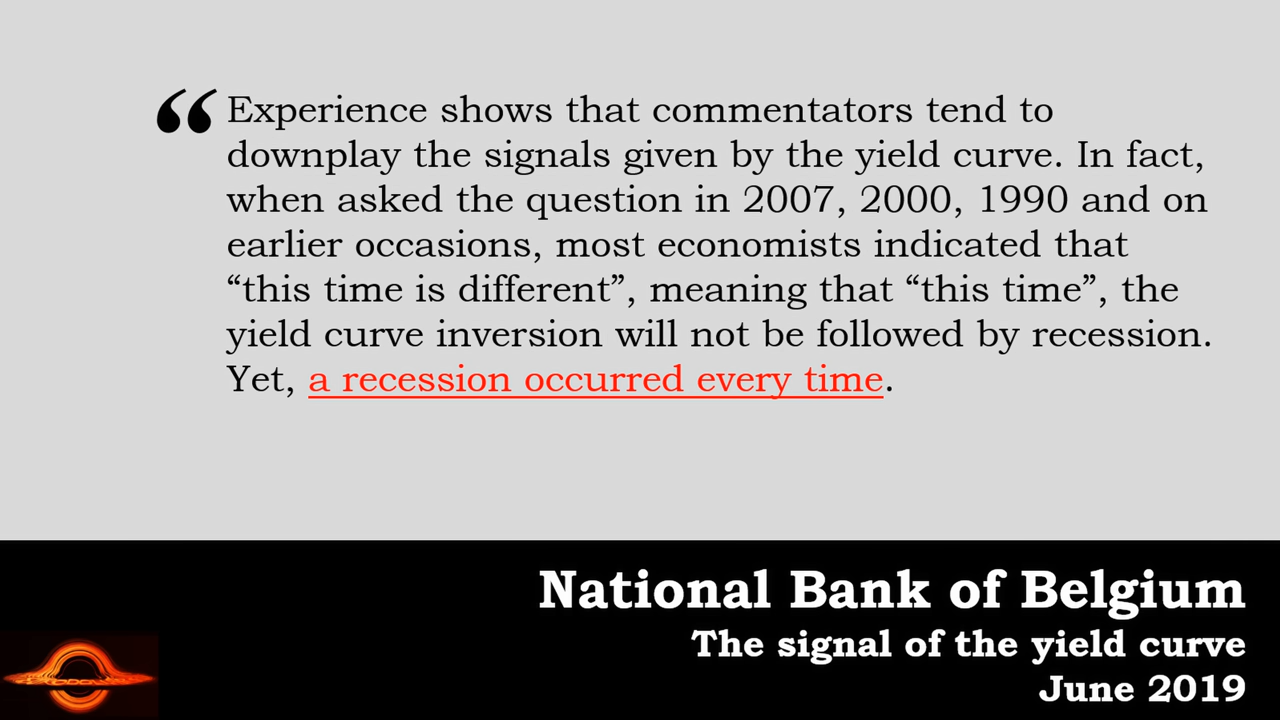 “Experience shows that commentators tend to
downplay the signals given by the yield curve. In fact,
when asked the question in 2007, 2000, 1990 and on
earlier occasions, most economists indicated that
“this time is different”, meaning that “this time”, the
yield curve inversion will not be followed by recession.
Yet, a recession occurred every time.
National Bank of Belgium
The signal of the yield curve
June 2019